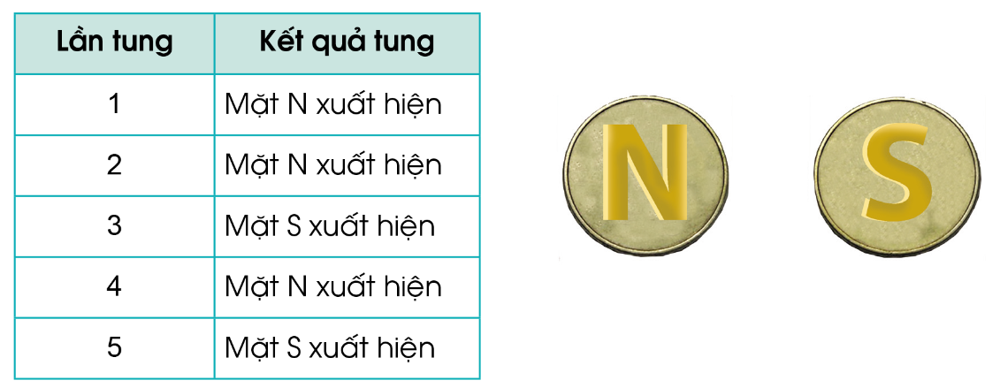 Lần tung Kết quả tung
1 Mặt N xuất hiện
2 Mặt N xuất hiện
3 Mặt S xuất hiện
4 Mặt N xuất hiện
5 Mặt S xuất hiện
N S